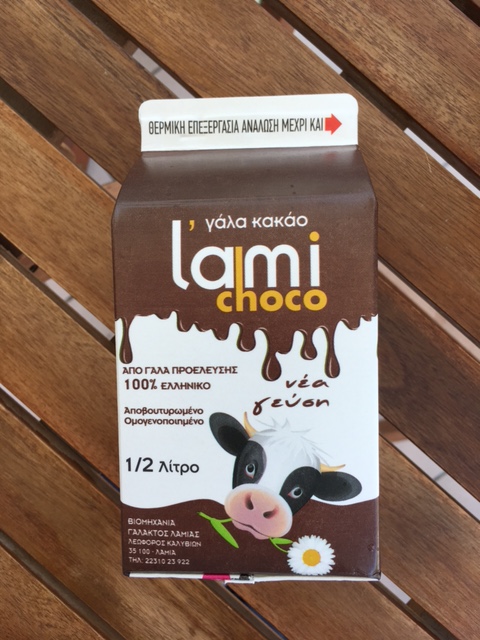 ΘΕΡΜΙΚΗ ΕΠΕΞΕΡΓΑΣΙΑ ΑΝΑΛΩΣΗ ΜΕΧΡΙ ΚΑΙ
γάλα κακάο
l'ami
choco
ΑΠΟ ΓΑΛΑ ΠΡΟΕΛΕΥΣΗΣ
100% ΕΛΛΗΝΙΚΟ
νέα
γεύση
Αποβουτυρωμένο
Ομογενοποιημένο
1/2 λίτρο
ΒΙΟΜΗΧΑΝΙΑ
ΓΑΛΑΚΤΟΣ ΛΑΜΙΑΣ
ΛΕΩΦΟΡΟΣ ΚΑΛΥΒΙΩΝ
35 100 - ΛΑΜΙΑ
ΤΗΛ: 22310 23 922